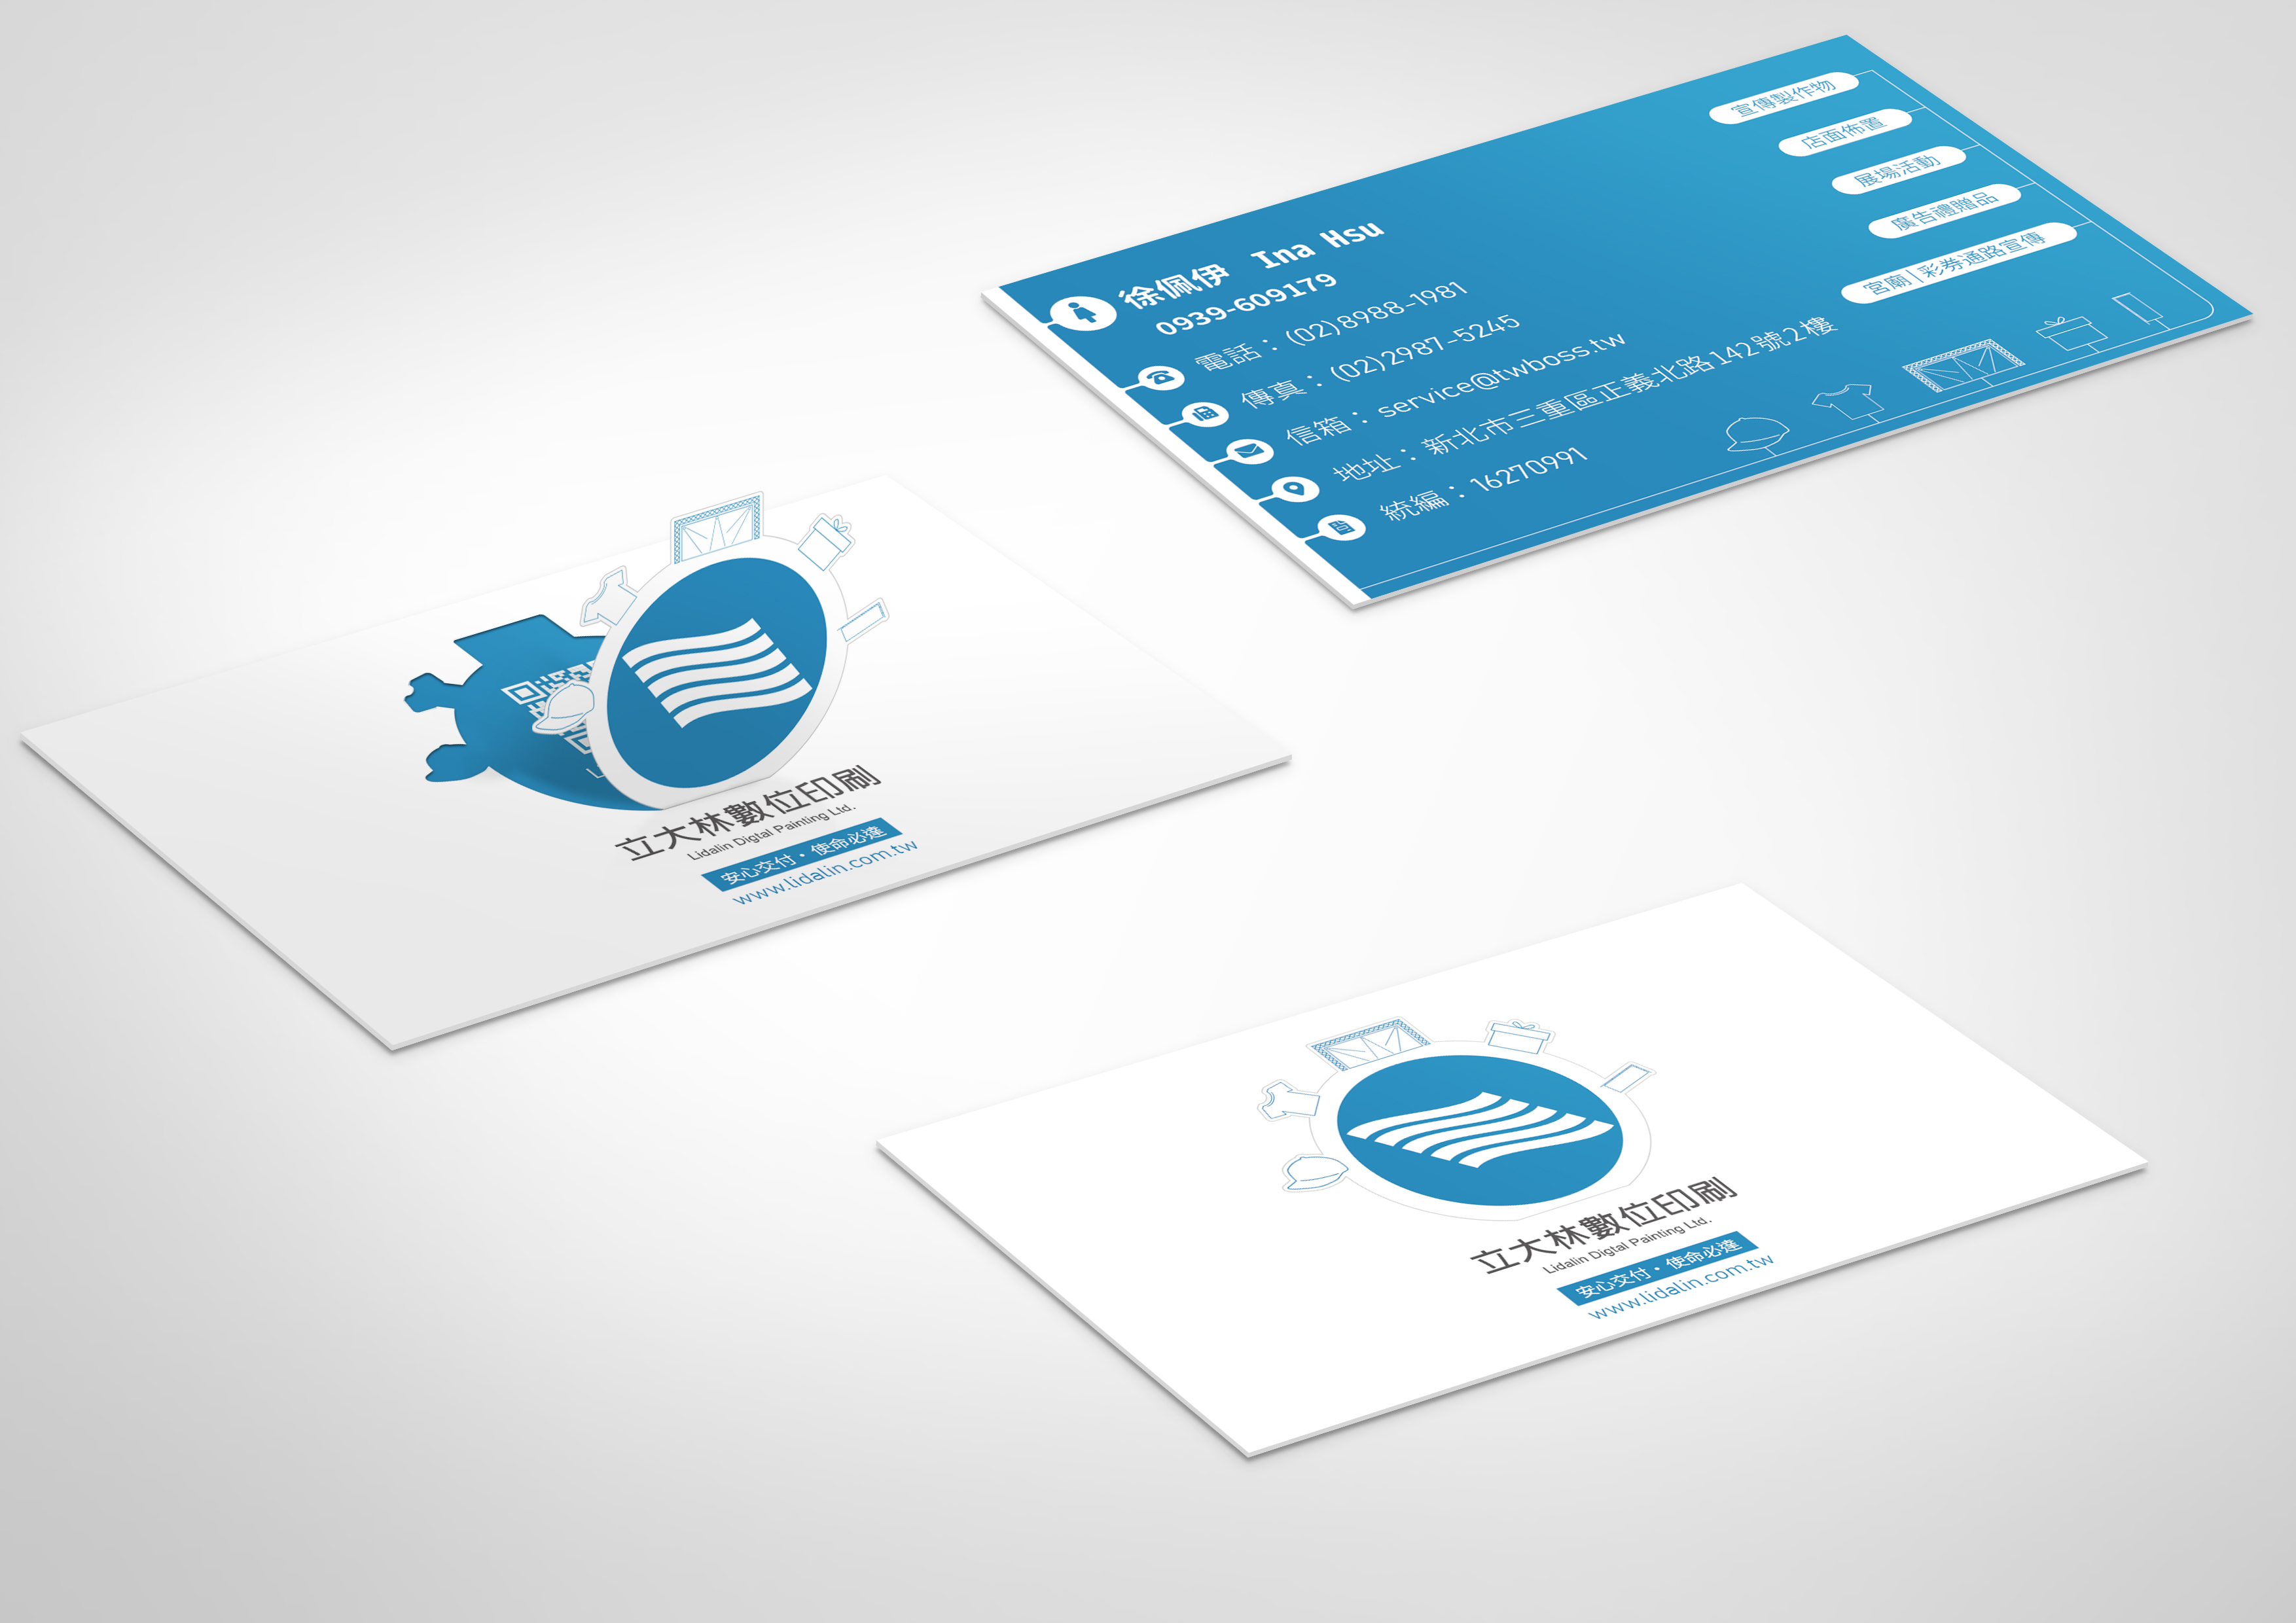 徐佩伊 Ina Hsu
0939-609179
電話：(02)8988-1981
傳真：(02)2987-5245
信箱：service@twboss.tw
地址：新北市三重區正義北路142號2樓
統編：16270991
宣傳製作物
店面佈置
展場活動
廣告禮贈品
宮廟|彩券通路宣傳
立大林數位印刷
Lidalin Digtal Painting Ltd.
安心交付・使命必達
www.lidalin.com.tw
立大林數位印刷
Lidalin Digtal Painting Ltd.
安心交付・使命必達
www.lidalin.com.tw